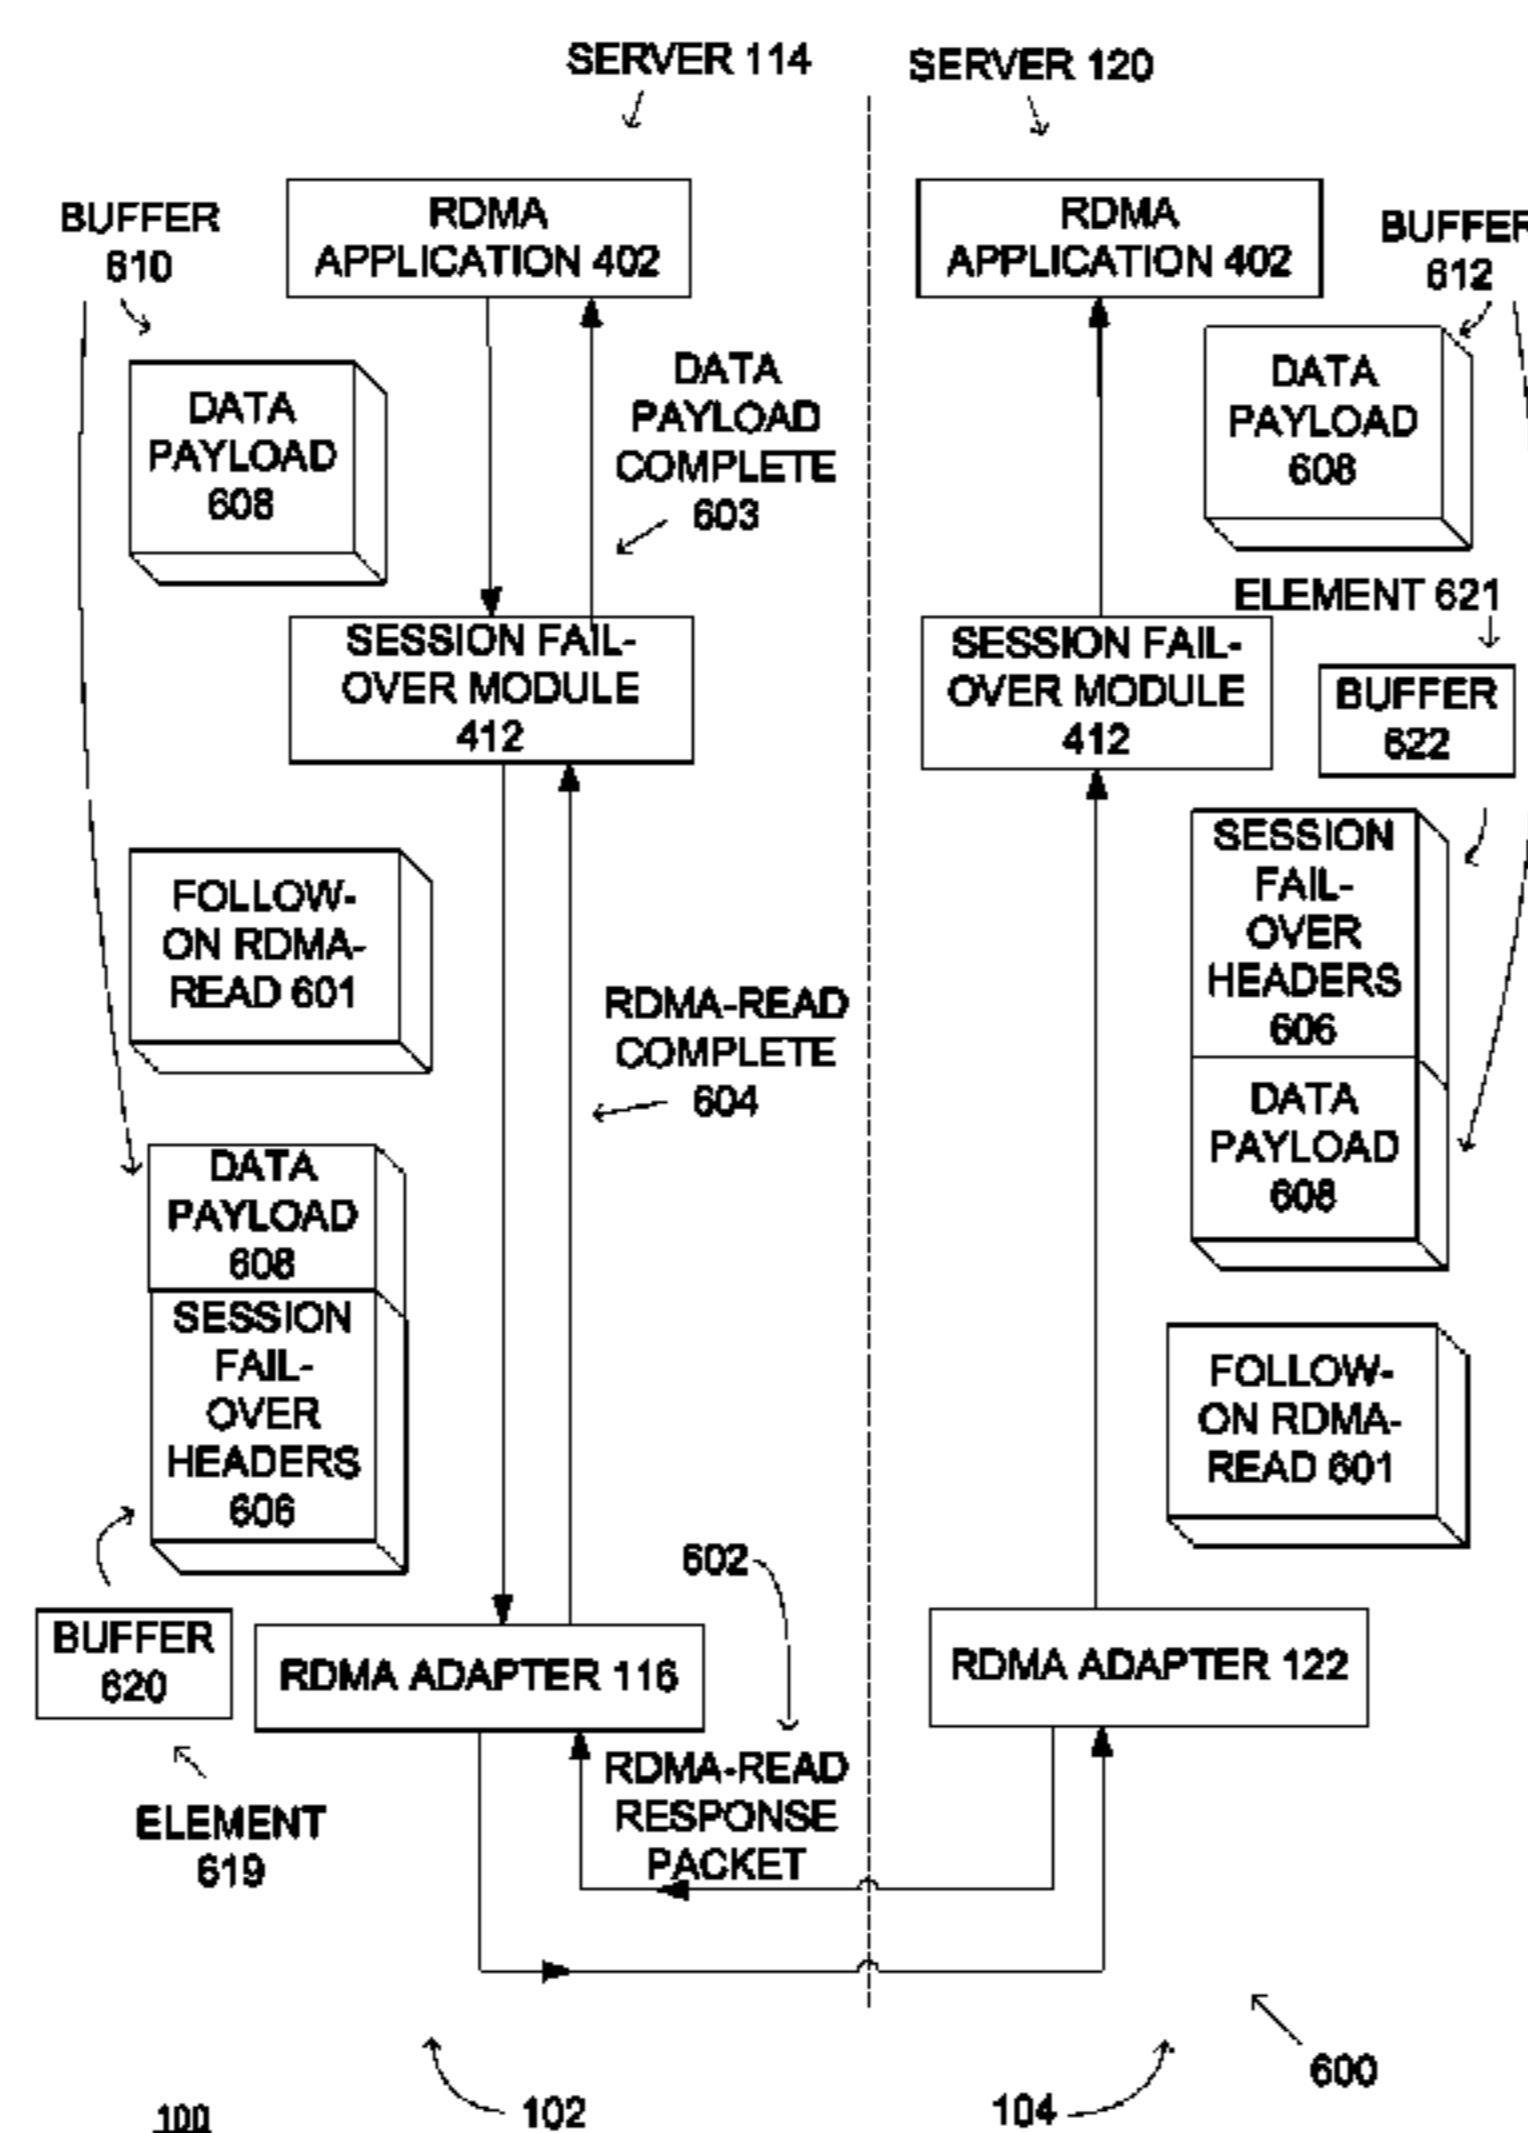 SERVER 114
SERVER 120
BUFFER
610
RDMA
APPLICATION 402
RDMA
APPLICATION 402
BUFFER
612
DATA
PAYLOAD
608
DATA
PAYLOAD
COMPLETE
603
DATA
PAYLOAD
608
ELEMENT 621
SESSION FAIL-
OVER MODULE
412
SESSION FAIL-
OVER MODULE
412
BUFFER
622
FOLLOW-
ON RDMA-
READ 601
SESSION
FAIL-
OVER
HEADERS
606
RDMA-READ
COMPLETE
604
DATA
PAYLOAD
608
DATA
PAYLOAD
608
SESSION
FAIL-
OVER
HEADERS
606
FOLLOW-
ON RDMA-
READ 601
602
BUFFER
620
RDMA ADAPTER 116
RDMA ADAPTER 122
RDMA-READ
RESPONSE
PACKET
ELEMENT
619
600
100
102
104